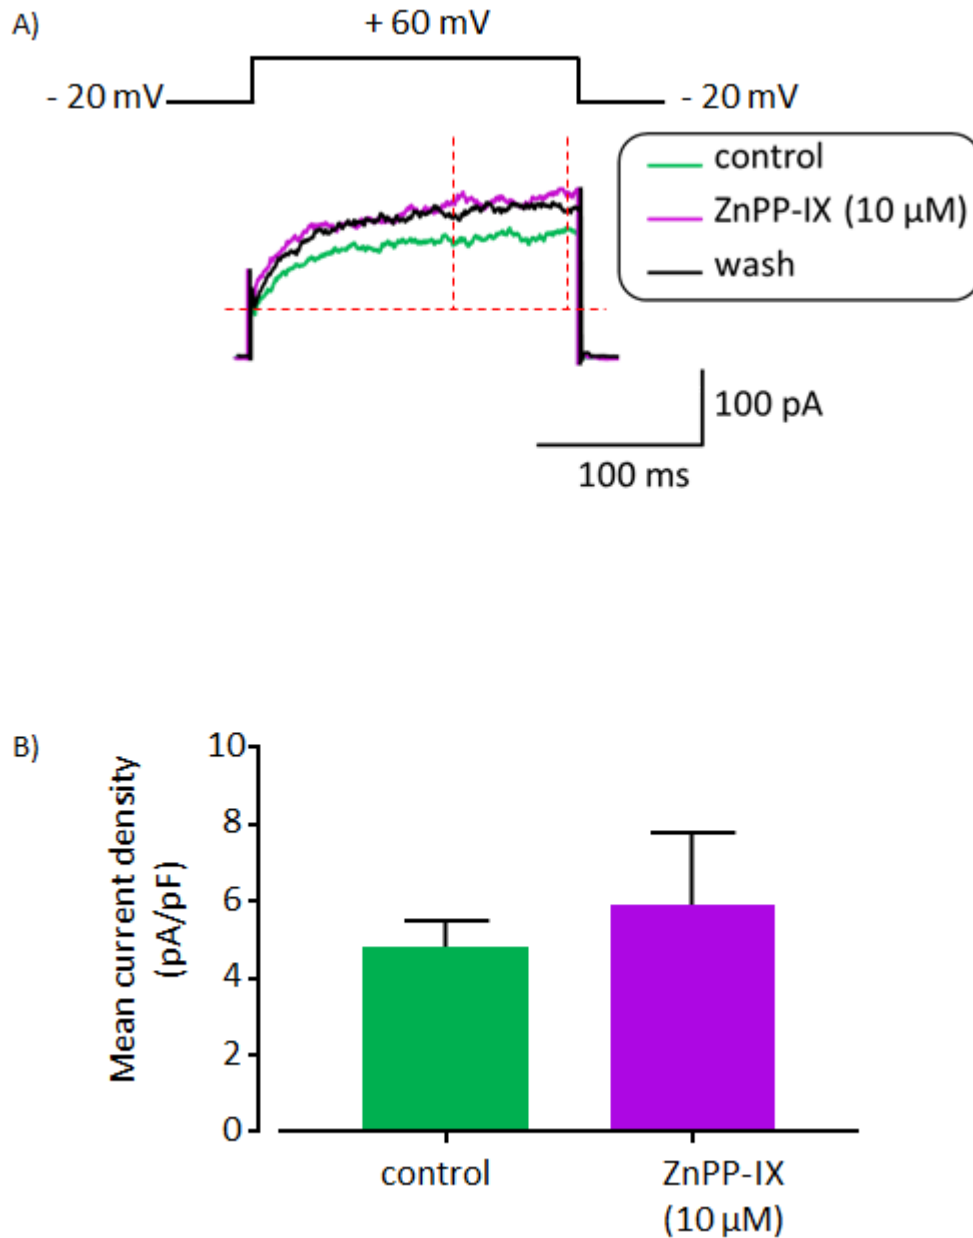 A)
+ 60 mV
- 20 mV
- 20 mV
control
ZnPP-IX (10 µM)
wash
100 pA
100 ms
B)
Mean current density
(pA/pF)
10
8
6
4
2
0
control
ZnPP-IX
(10 µM)